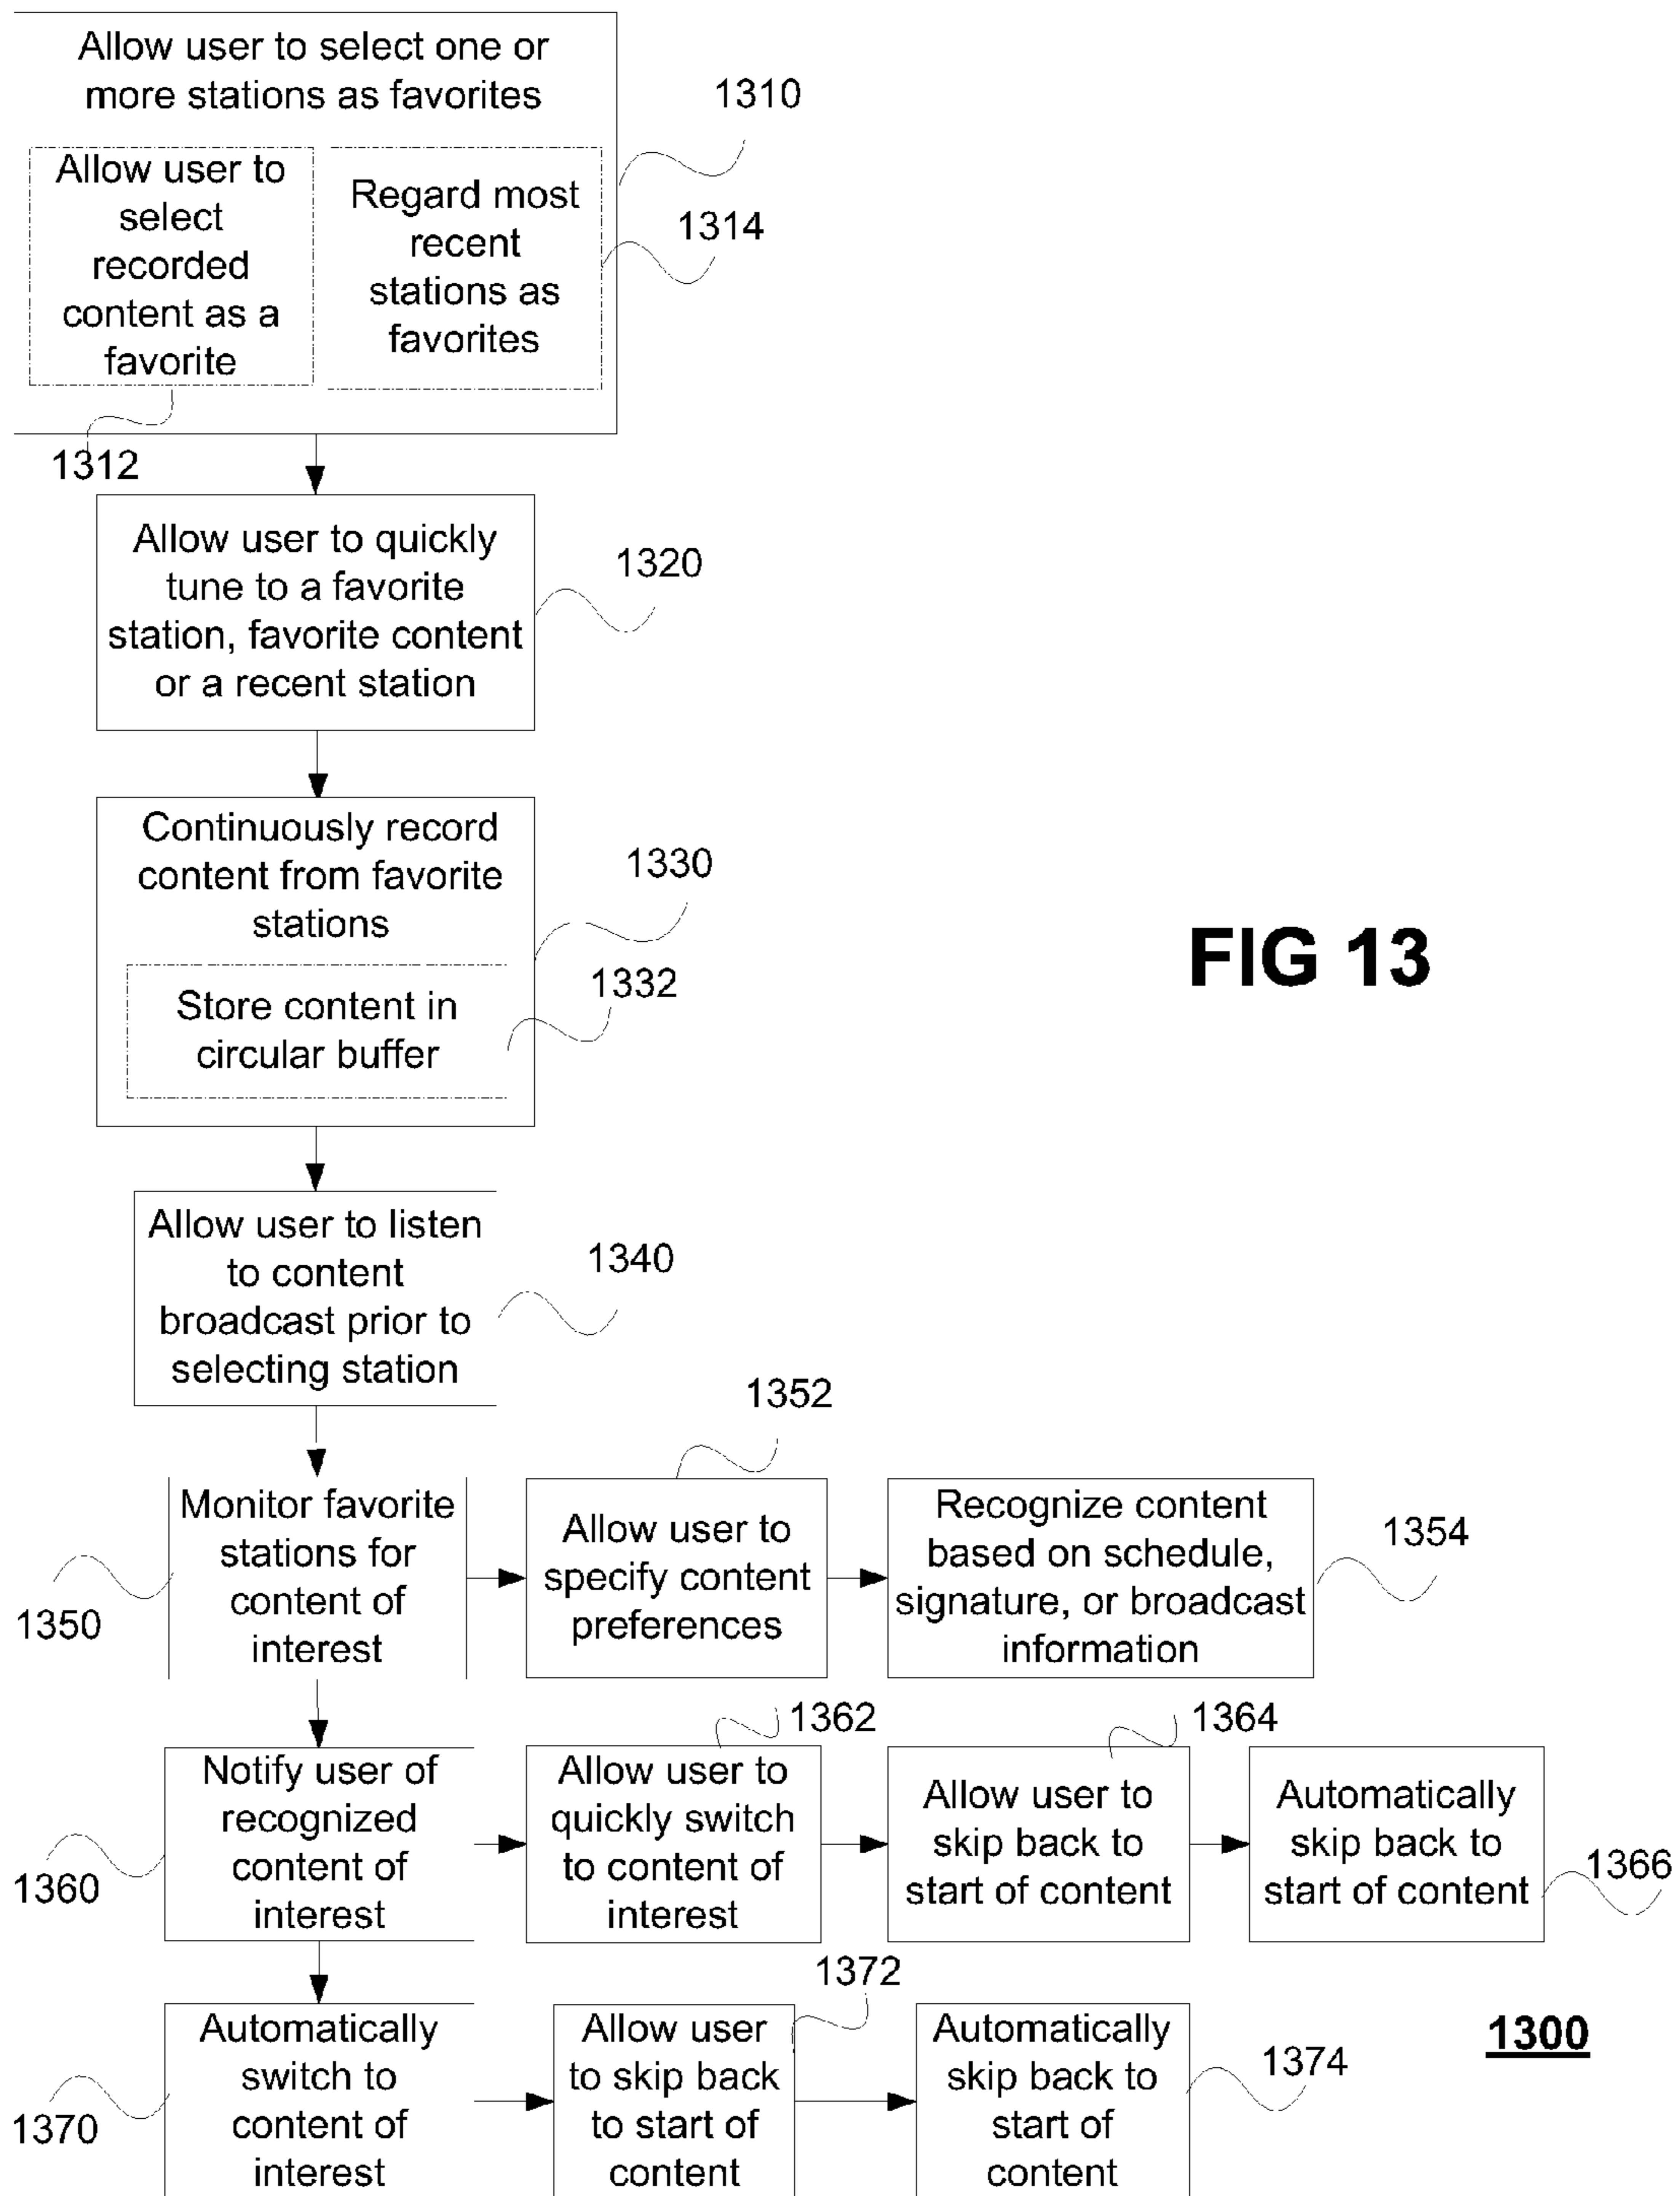 Allow user to select one or
more stations as favorites
1310
Allow user to
select
recorded
content as a
favorite
Regard most
recent
stations as
favorites
1314
1312
Allow user to quickly
tune to a favorite
station, favorite content
or a recent station
1320
Continuously record
content from favorite
stations
1330
Store content in
circular buffer
1332
FIG 13
Allow user to listen
to content
broadcast prior to
selecting station
1340
Monitor favorite
stations for
content of
interest
1350
1352
Allow user to
specify content
preferences
Recognize content
based on schedule,
signature, or broadcast
information
1354
Notify user of
recognized
content of
interest
1360
1362
Allow user to
quickly switch
to content of
interest
1364
Allow user to
skip back to
start of content
Automatically
skip back to
start of content
1366
Automatically
switch to
content of
interest
1370
1372
Allow user
to skip back
to start of
content
Automatically
skip back to
start of
content
1374
1300